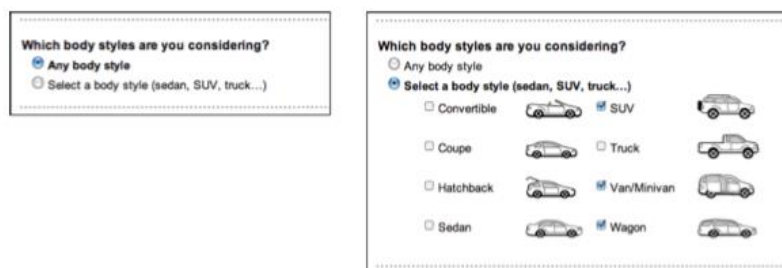 Which body styles are you considering?
Any body style
Select a body style (sedan, SUV, truck...)
Which body styles are you considering?
Any body style
Select a body style (sedan, SUV, truck...)
Convertible SUV
Coupe Truck
Hatchback Van/Minivan
Sedan Wagon